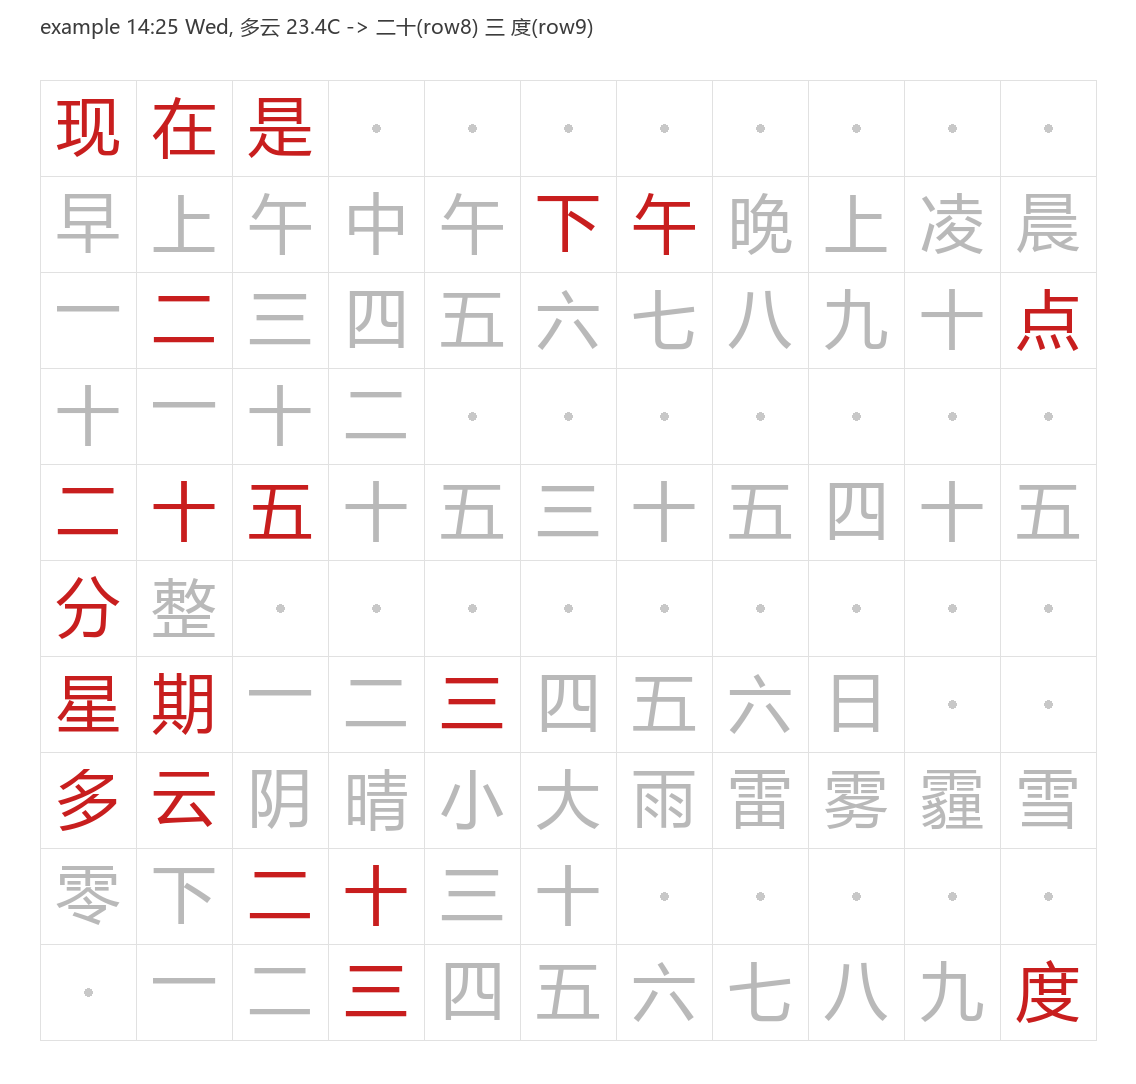 example 14:25 Wed, 多云 23.4C -> 二十(row8) 三 度(row9)
现在是········
早上午中午下午晚上凌晨
一二三四五六七八九十点
十一十二·······
二十五十五三十五四十五
分整·········
星期一二三四五六日··
多云阴晴小大雨雷雾霾雪
零下二十三十·····
·一二三四五六七八九度